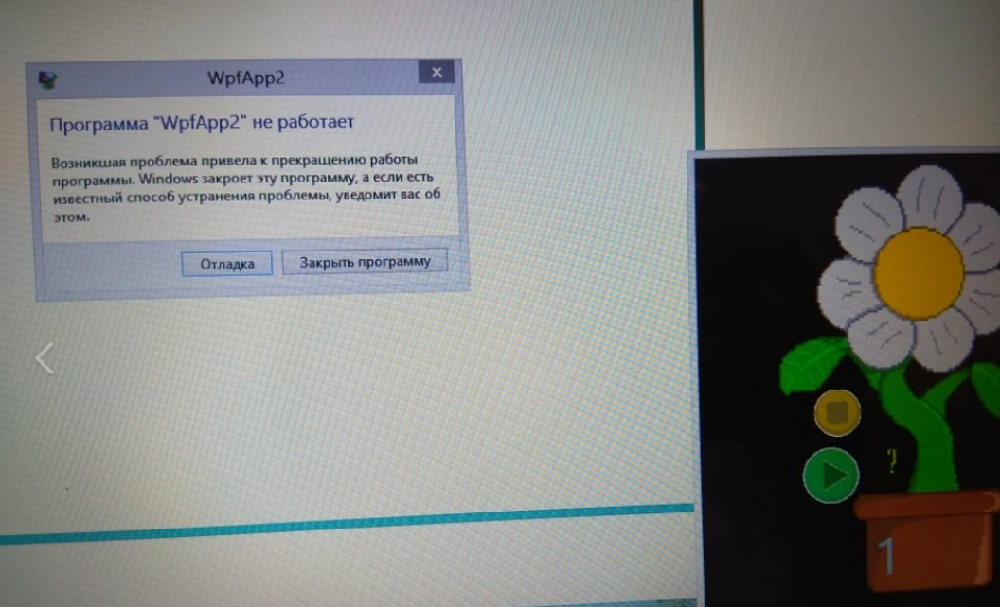 WpfApp2
Программа "WpfApp2" не работает
Возникшая проблема привела к прекращению работы
программы. Windows закроет эту программу, а если есть
известный способ устранения проблемы, уведомит вас об
этом.
Отладка
Закрыть программу
?
1